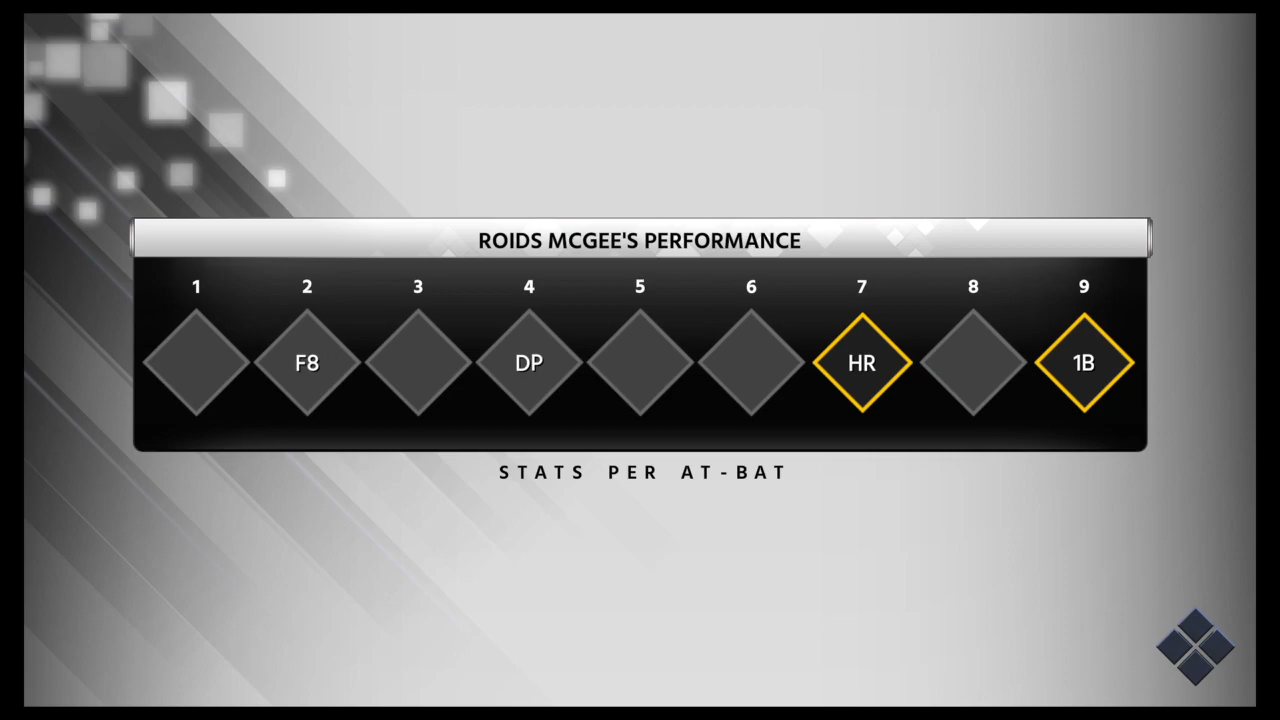 ROIDS MCGEE'S PERFORMANCE
1 2 3 4 5 6 7 8 9
F8 DP HR 1B
STATS PER AT-BAT